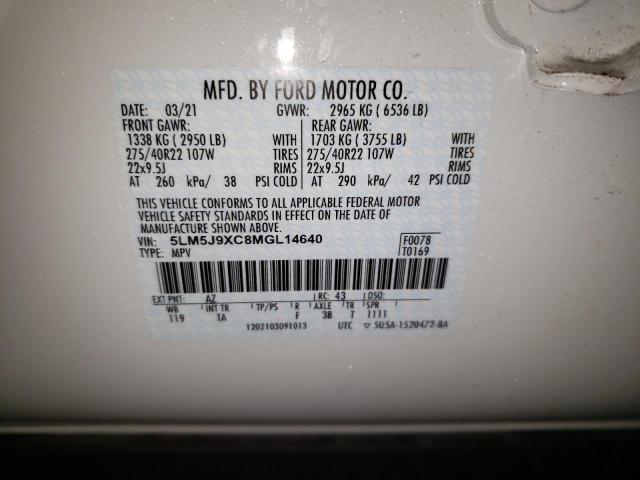 MFD. BY FORD MOTOR CO.
DATE: 03/21 GVWR: 2965 KG ( 6536 LB)
FRONT GAWR: REAR GAWR:
1338 KG ( 2950 LB) WITH 1703 KG ( 3755 LB) WITH
275/40R22 107W TIRES 275/40R22 107W TIRES
22x9.5J RIMS 22x9.5J RIMS
AT 260 kPa/ 38 PSI COLD AT 290 kPa/ 42 PSI COLD
THIS VEHICLE CONFORMS TO ALL APPLICABLE FEDERAL MOTOR
VEHICLE SAFETY STANDARDS IN EFFECT ON THE DATE OF
MANUFACTURE SHOWN ABOVE.
VIN: 5LM5J9XC8MGL14640 F0078
TYPE: MPV T0169
EXT PNT: AZ RC: 43 DSO:
WB INT TR TP/PS R AXLE T SPR
119 TA F 3B T 1111
1202103091013 UTC ▽ 5U5A-1520472-BA